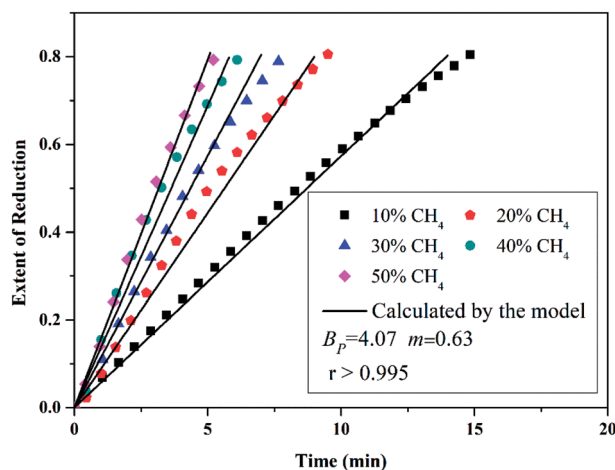 0.8
0.6
0.4
0.2
0.0
Extent of Reduction
10% CH₄ 20% CH₄
30% CH₄ 40% CH₄
50% CH₄
Calculated by the model
B_P=4.07 m=0.63
r > 0.995
0 5 10 15 20
Time (min)